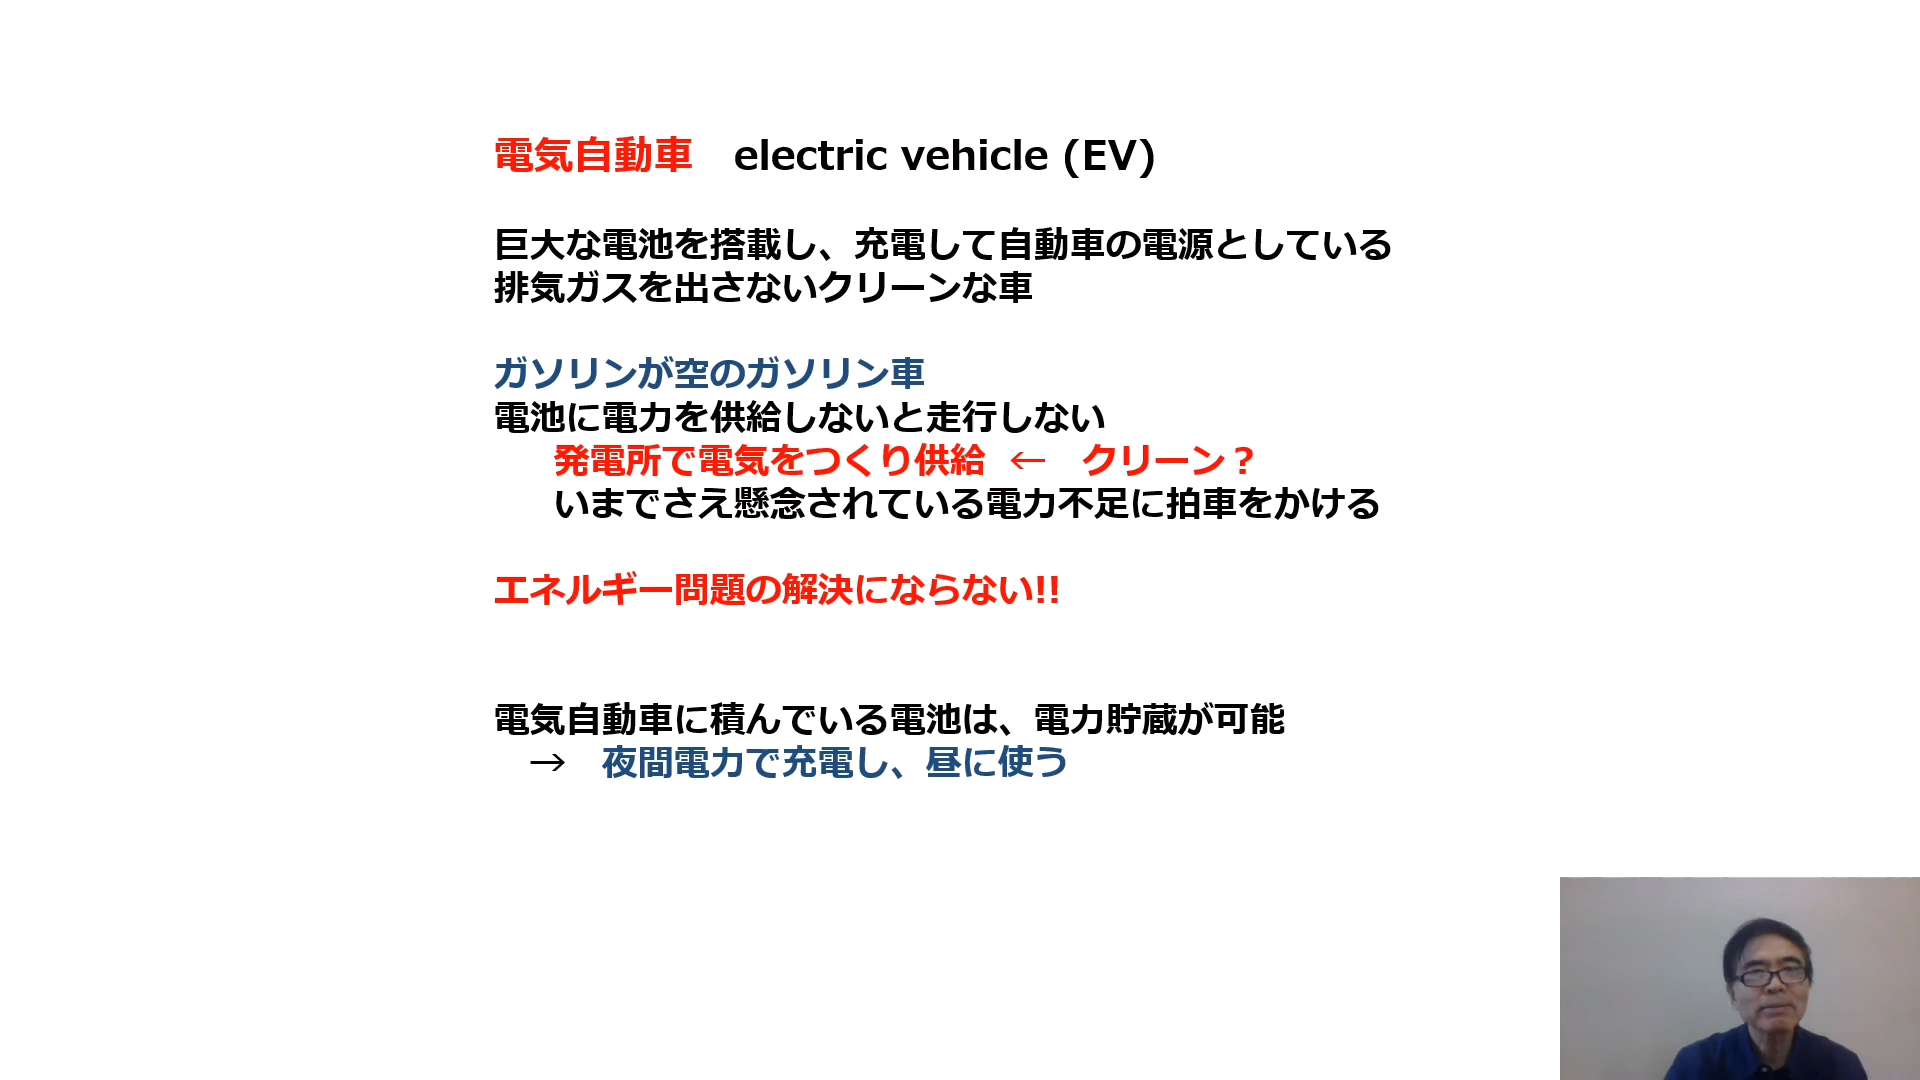 電気自動車　electric vehicle (EV)
巨大な電池を搭載し、充電して自動車の電源としている
排気ガスを出さないクリーンな車
ガソリンが空のガソリン車
電池に電力を供給しないと走行しない
発電所で電気をつくり供給 ← クリーン？
いまでさえ懸念されている電力不足に拍車をかける
エネルギー問題の解決にならない!!
電気自動車に積んでいる電池は、電力貯蔵が可能
→　夜間電力で充電し、昼に使う